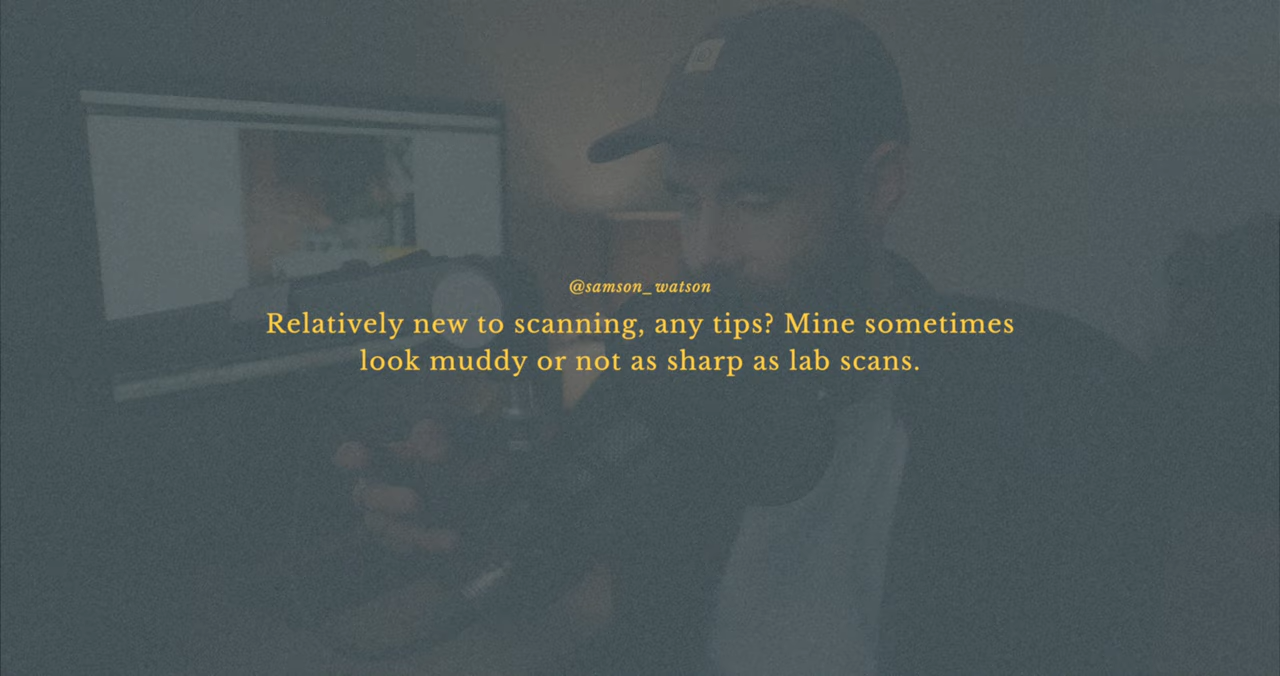 @samson_watson
Relatively new to scanning, any tips? Mine sometimes
look muddy or not as sharp as lab scans.